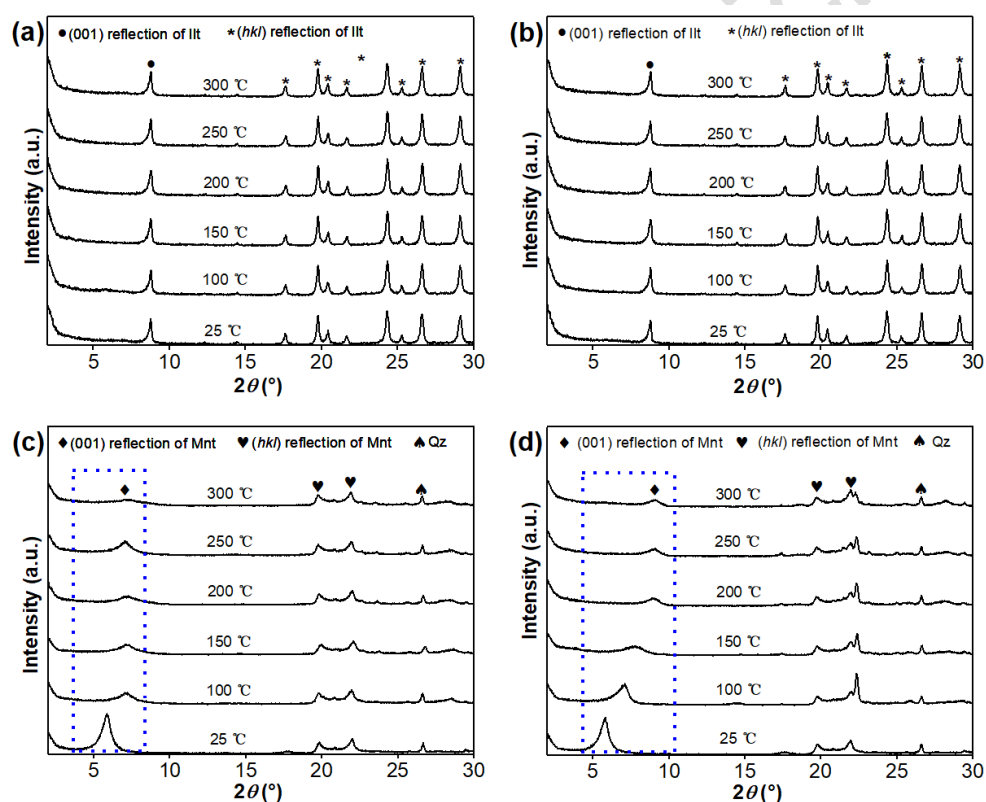 (a)
● (001) reflection of Ilt * (hkl) reflection of Ilt
300 ℃
250 ℃
200 ℃
150 ℃
100 ℃
25 ℃
Intensity (a.u.)
5 10 15 20 25 30
2θ (°)
(b)
● (001) reflection of Ilt * (hkl) reflection of Ilt
300 ℃
250 ℃
200 ℃
150 ℃
100 ℃
25 ℃
Intensity (a.u.)
5 10 15 20 25 30
2θ (°)
(c)
♦ (001) reflection of Mnt ♥ (hkl) reflection of Mnt ♠ Qz
300 ℃
250 ℃
200 ℃
150 ℃
100 ℃
25 ℃
Intensity (a.u.)
5 10 15 20 25 30
2θ (°)
(d)
♦ (001) reflection of Mnt ♥ (hkl) reflection of Mnt ♠ Qz
300 ℃
250 ℃
200 ℃
150 ℃
100 ℃
25 ℃
Intensity (a.u.)
5 10 15 20 25 30
2θ (°)